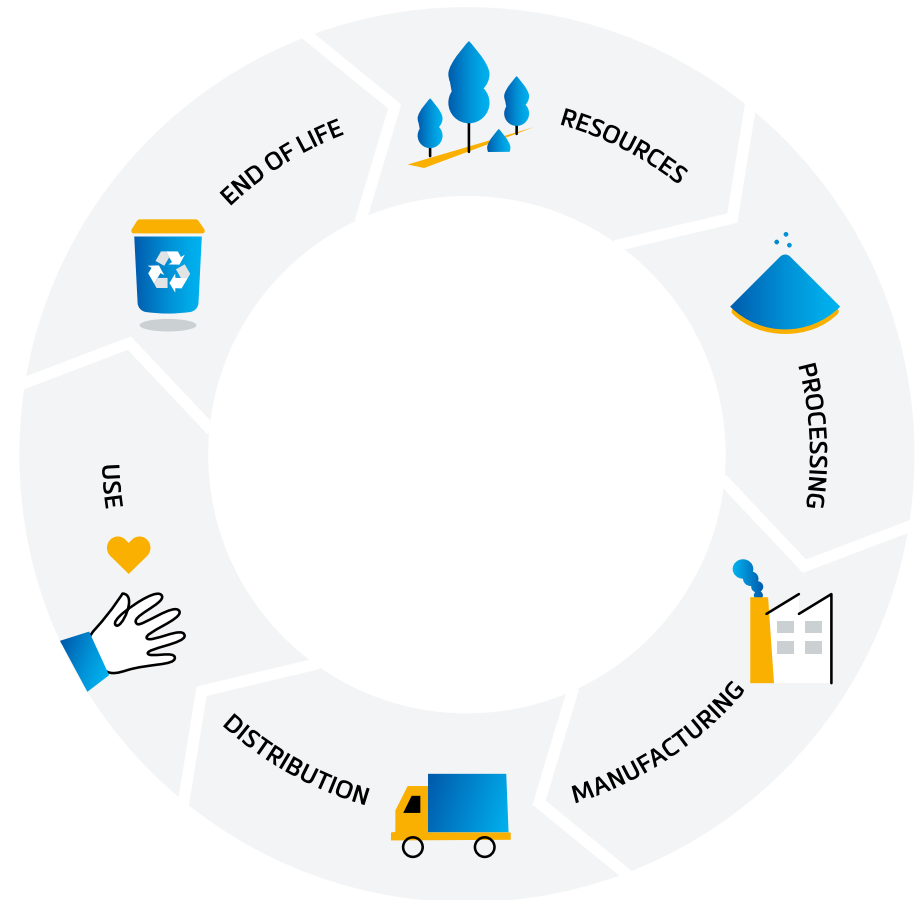 RESOURCES
PROCESSING
MANUFACTURING
DISTRIBUTION
USE
END OF LIFE